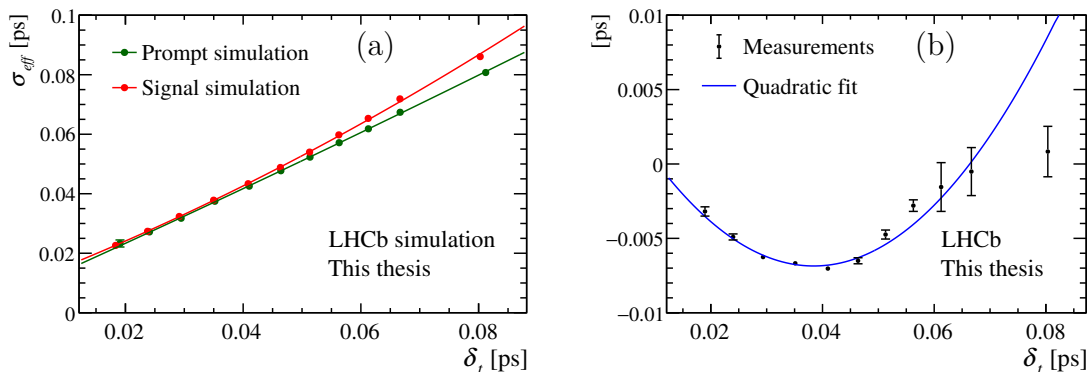 σ_eff [ps]
0.1
0.08
0.06
0.04
0.02
0
Prompt simulation
Signal simulation
(a)
LHCb simulation
This thesis
0.02 0.04 0.06 0.08
δ_t [ps]
[ps]
0.01
0.005
0
−0.005
−0.01
Measurements
Quadratic fit
(b)
LHCb
This thesis
0.02 0.04 0.06 0.08
δ_t [ps]